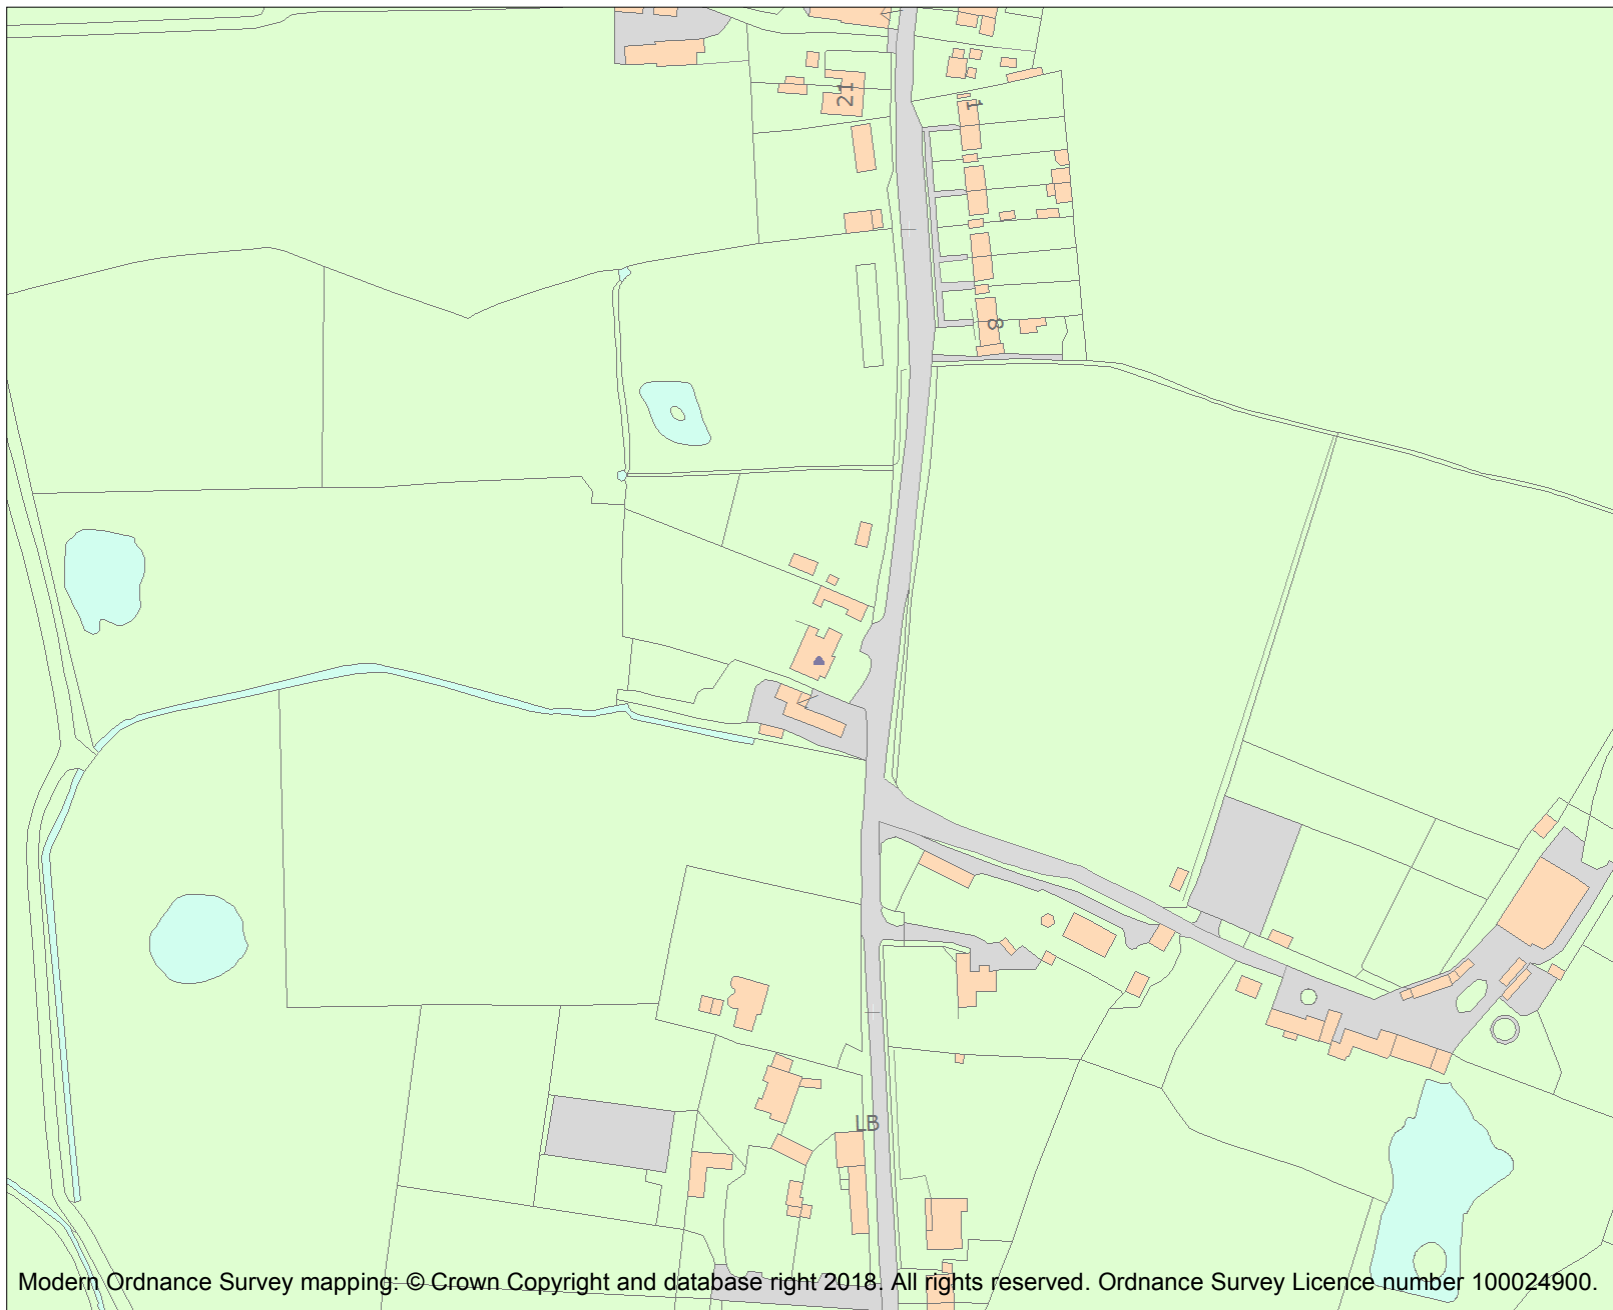 21
1
8
LB
Modern Ordnance Survey mapping: © Crown Copyright and database right 2018. All rights reserved. Ordnance Survey Licence number 100024900.